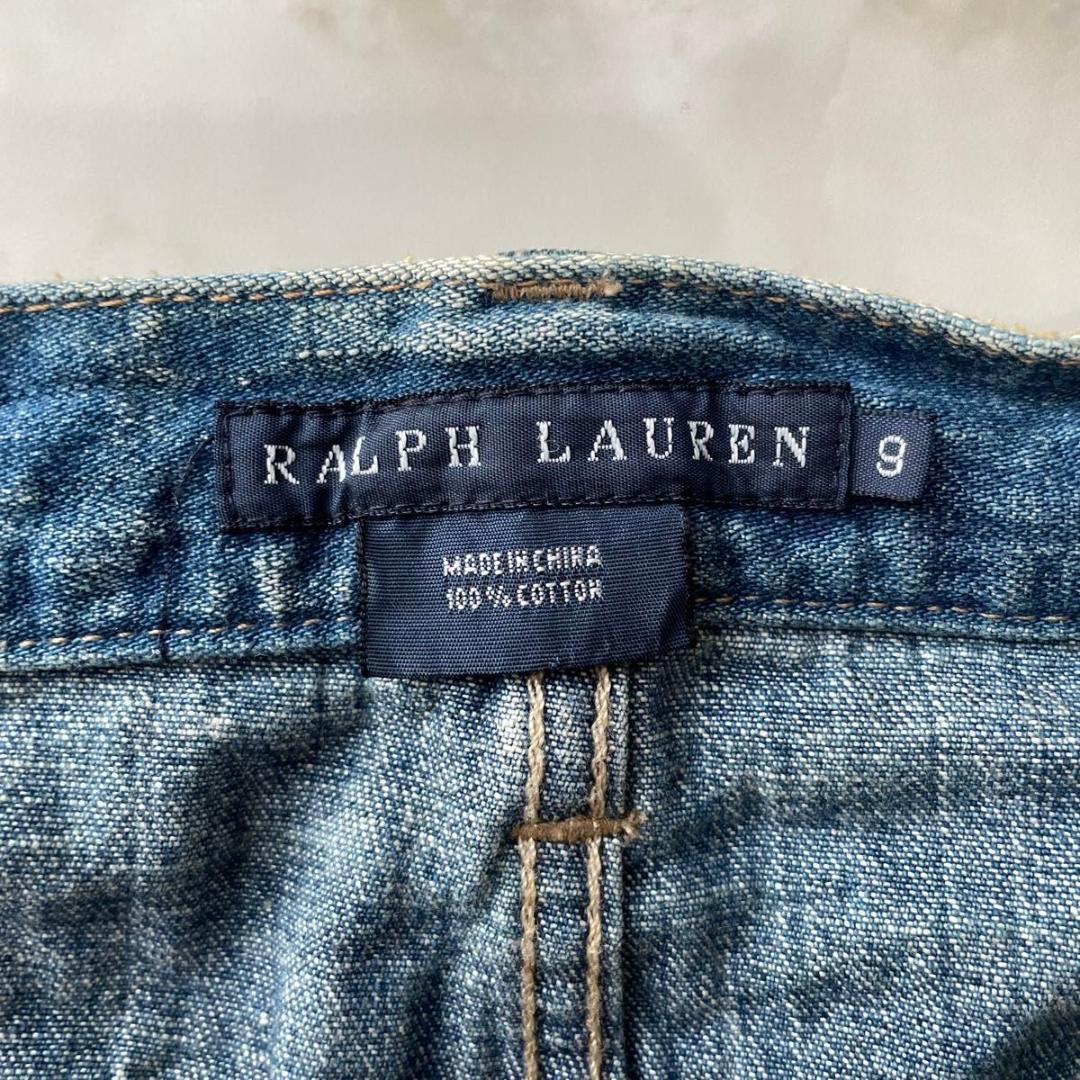 RALPH LAUREN 9
MADE IN CHINA
100% COTTON